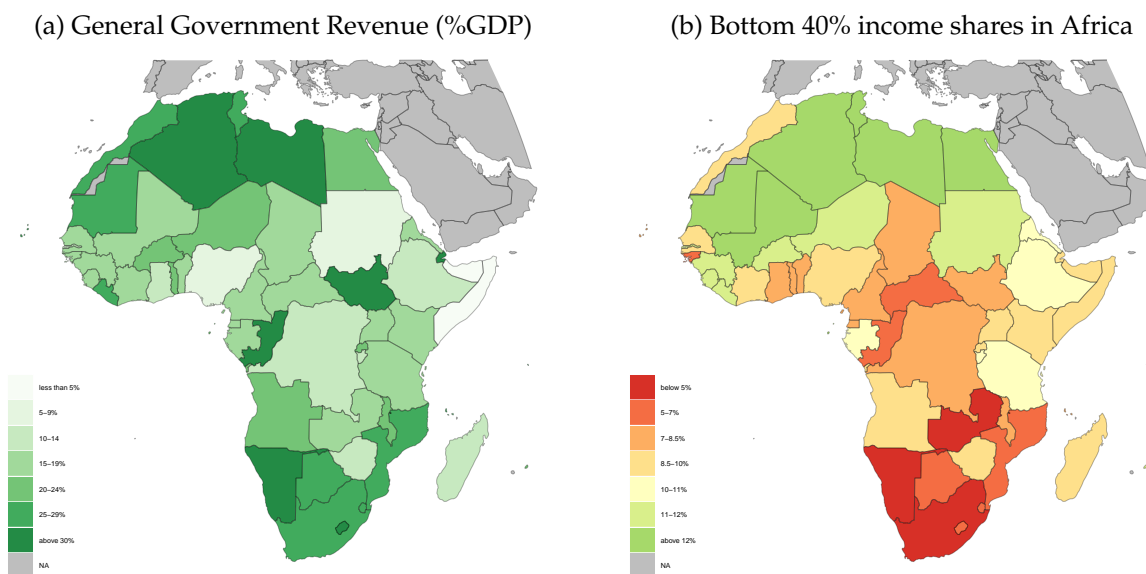 (a) General Government Revenue (%GDP)
less than 5%
5−9%
10−14
15−19%
20−24%
25−29%
above 30%
NA
(b) Bottom 40% income shares in Africa
below 5%
5−7%
7−8.5%
8.5−10%
10−11%
11−12%
above 12%
NA